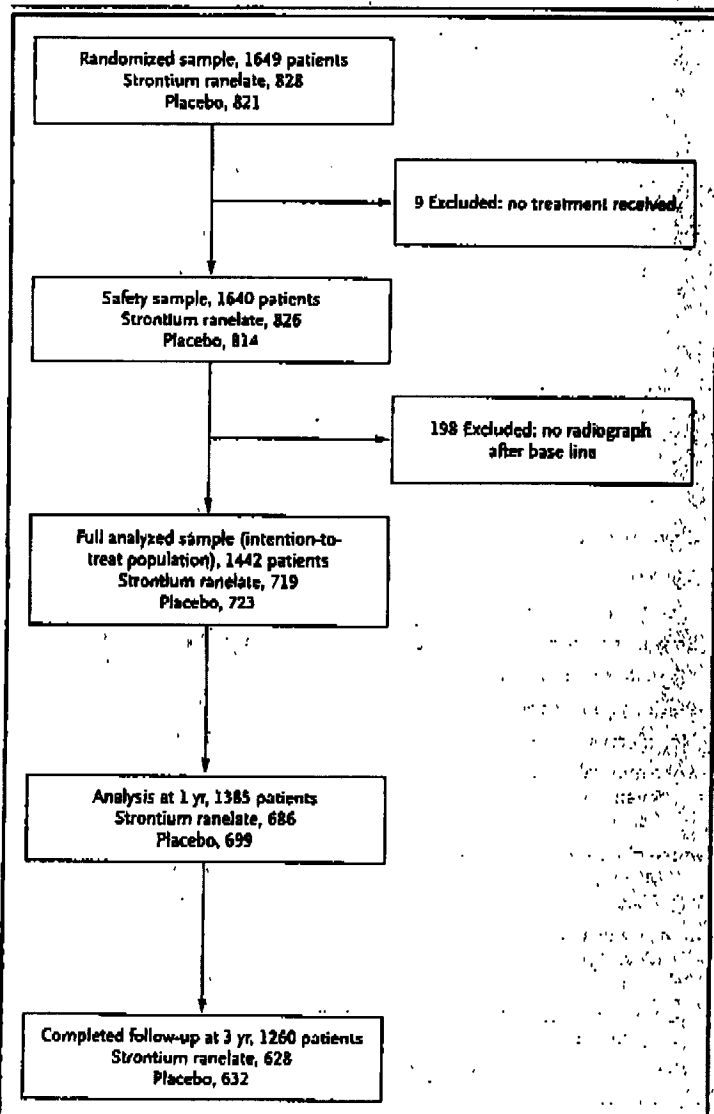 Randomized sample, 1649 patients
Strontium ranelate, 828
Placebo, 821
9 Excluded: no treatment received
Safety sample, 1640 patients
Strontium ranelate, 826
Placebo, 814
198 Excluded: no radiograph
after base line
Full analyzed sample (intention-to-
treat population), 1442 patients
Strontium ranelate, 719
Placebo, 723
Analysis at 1 yr, 1385 patients
Strontium ranelate, 686
Placebo, 699
Completed follow-up at 3 yr, 1260 patients
Strontium ranelate, 628
Placebo, 632